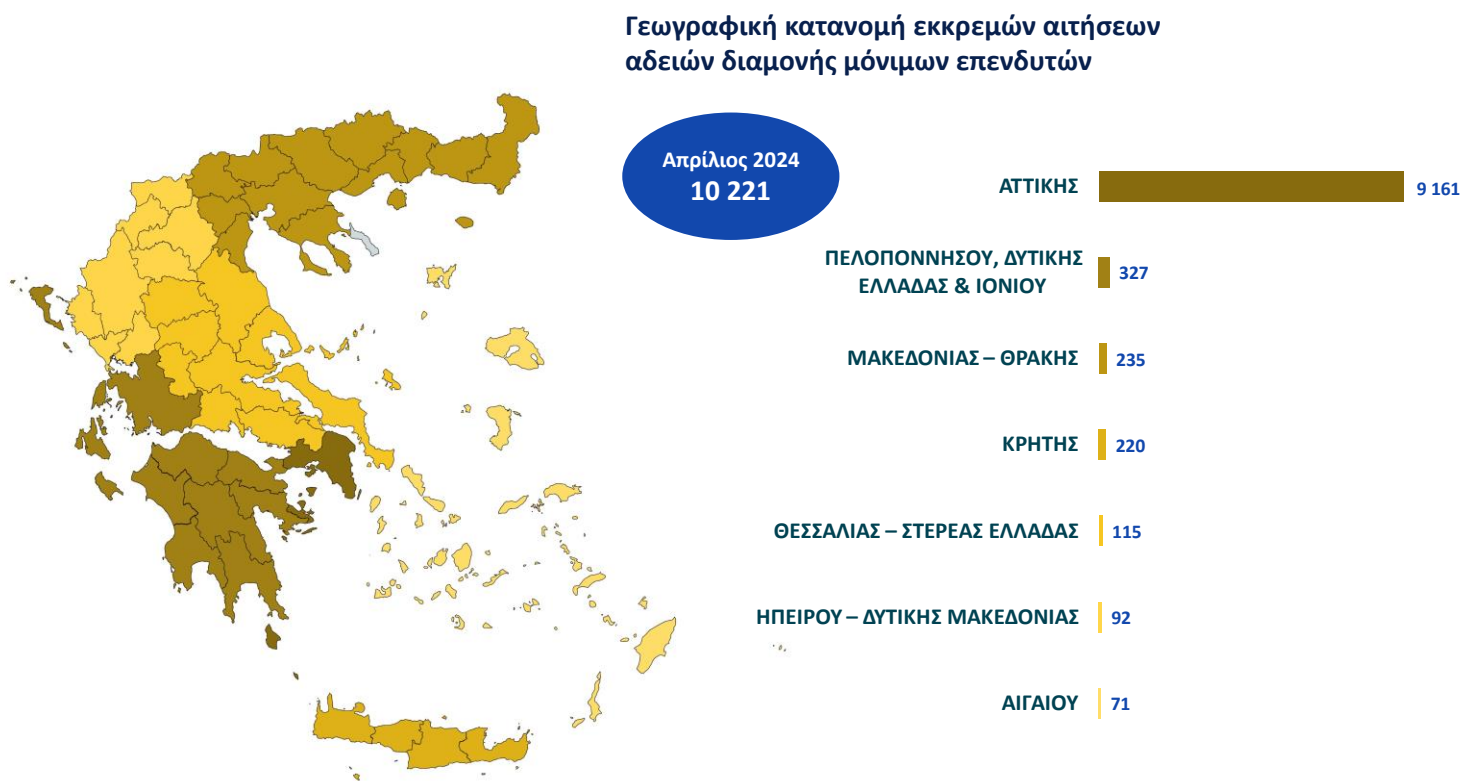 Γεωγραφική κατανομή εκκρεμών αιτήσεων
αδειών διαμονής μόνιμων επενδυτών
Απρίλιος 2024
10 221
ΑΤΤΙΚΗΣ
9 161
ΠΕΛΟΠΟΝΝΗΣΟΥ, ΔΥΤΙΚΗΣ
ΕΛΛΑΔΑΣ & ΙΟΝΙΟΥ
327
ΜΑΚΕΔΟΝΙΑΣ – ΘΡΑΚΗΣ
235
ΚΡΗΤΗΣ
220
ΘΕΣΣΑΛΙΑΣ – ΣΤΕΡΕΑΣ ΕΛΛΑΔΑΣ
115
ΗΠΕΙΡΟΥ – ΔΥΤΙΚΗΣ ΜΑΚΕΔΟΝΙΑΣ
92
ΑΙΓΑΙΟΥ
71